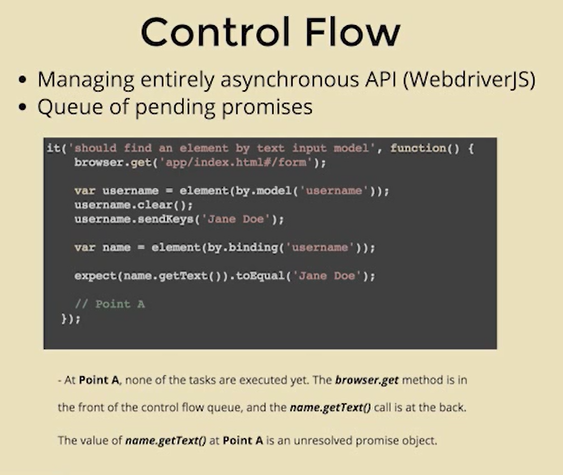 Control Flow
• Managing entirely asynchronous API (WebdriverJS)
• Queue of pending promises
it('should find an element by text input model', function() {
browser.get('app/index.html#/form');
var username = element(by.model('username'));
username.clear();
username.sendKeys('Jane Doe');
var name = element(by.binding('username'));
expect(name.getText()).toEqual('Jane Doe');
// Point A
});
- At Point A, none of the tasks are executed yet. The browser.get method is in
the front of the control flow queue, and the name.getText() call is at the back.
The value of name.getText() at Point A is an unresolved promise object.